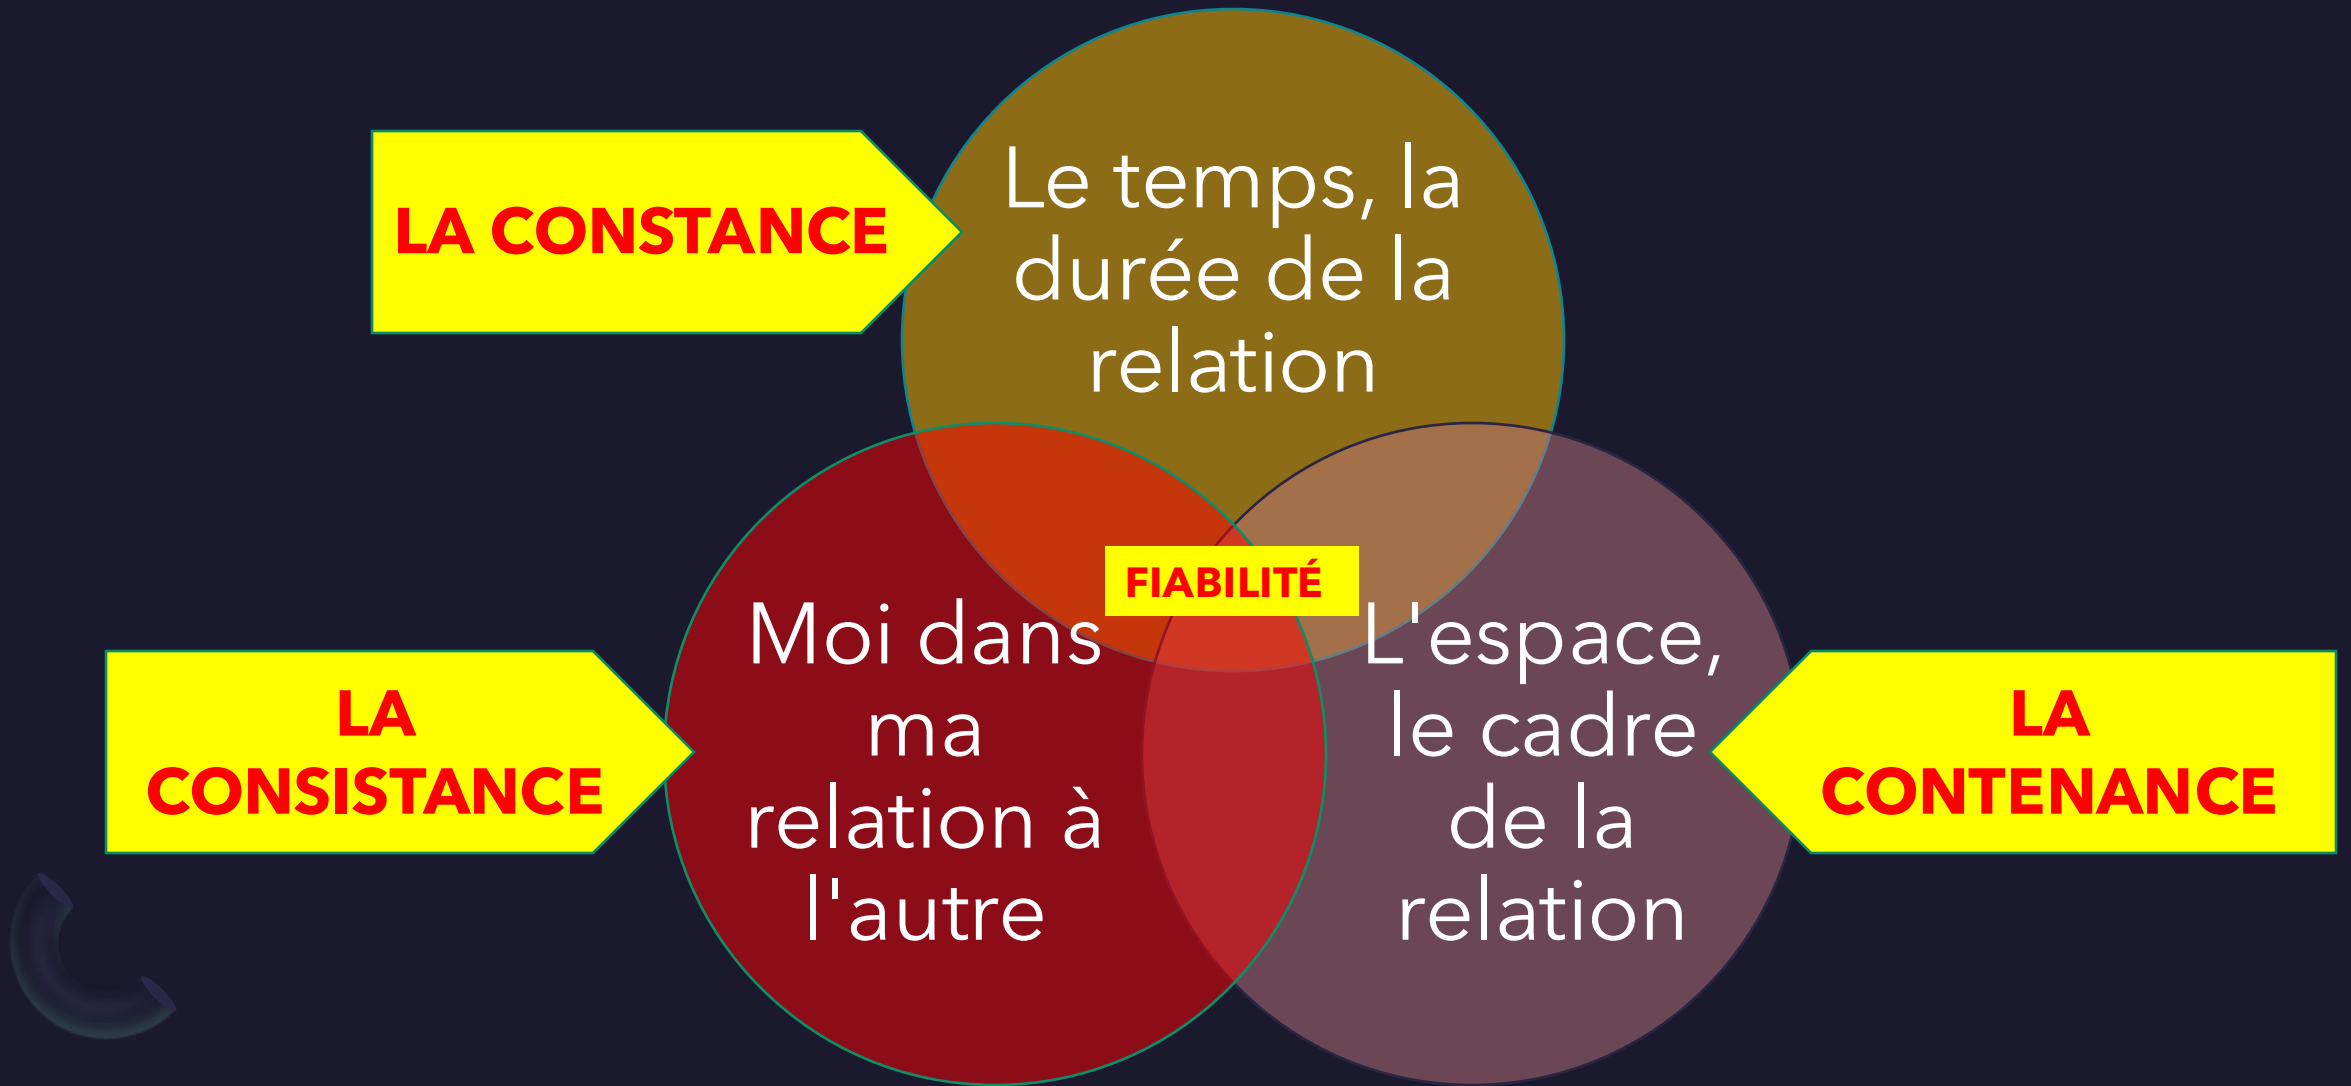 LA CONSTANCE
Le temps, la
durée de la
relation
FIABILITÉ
LA
CONSISTANCE
Moi dans
ma
relation à
l'autre
L'espace,
le cadre
de la
relation
LA
CONTENANCE